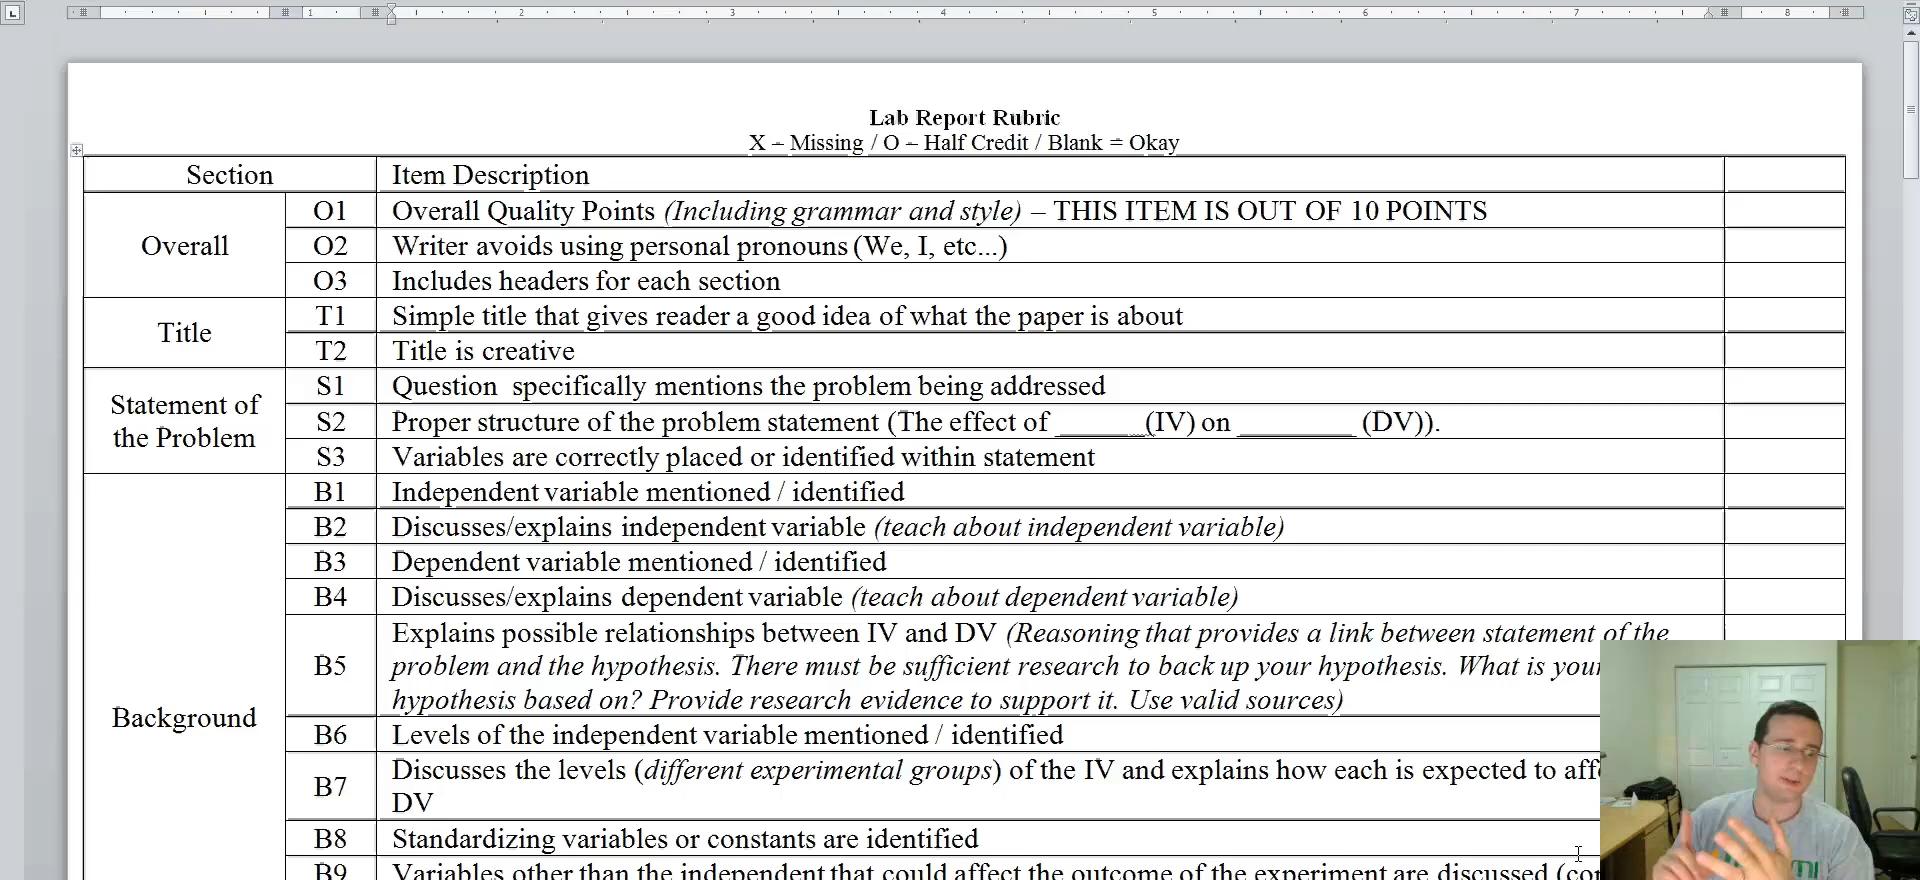 1 2 3 4 5 6 7 8
Lab Report Rubric
X – Missing / O – Half Credit / Blank = Okay
Section Item Description
Overall
O1 Overall Quality Points (Including grammar and style) – THIS ITEM IS OUT OF 10 POINTS
O2 Writer avoids using personal pronouns (We, I, etc...)
O3 Includes headers for each section
Title
T1 Simple title that gives reader a good idea of what the paper is about
T2 Title is creative
Statement of
the Problem
S1 Question specifically mentions the problem being addressed
S2 Proper structure of the problem statement (The effect of ______(IV) on ________ (DV)).
S3 Variables are correctly placed or identified within statement
Background
B1 Independent variable mentioned / identified
B2 Discusses/explains independent variable (teach about independent variable)
B3 Dependent variable mentioned / identified
B4 Discusses/explains dependent variable (teach about dependent variable)
B5 Explains possible relationships between IV and DV (Reasoning that provides a link between statement of the
problem and the hypothesis. There must be sufficient research to back up your hypothesis. What is your
hypothesis based on? Provide research evidence to support it. Use valid sources)
B6 Levels of the independent variable mentioned / identified
B7 Discusses the levels (different experimental groups) of the IV and explains how each is expected to
DV
B8 Standardizing variables or constants are identified
B9 Variables other than the independent that could affect the outcome of the experiment are discussed